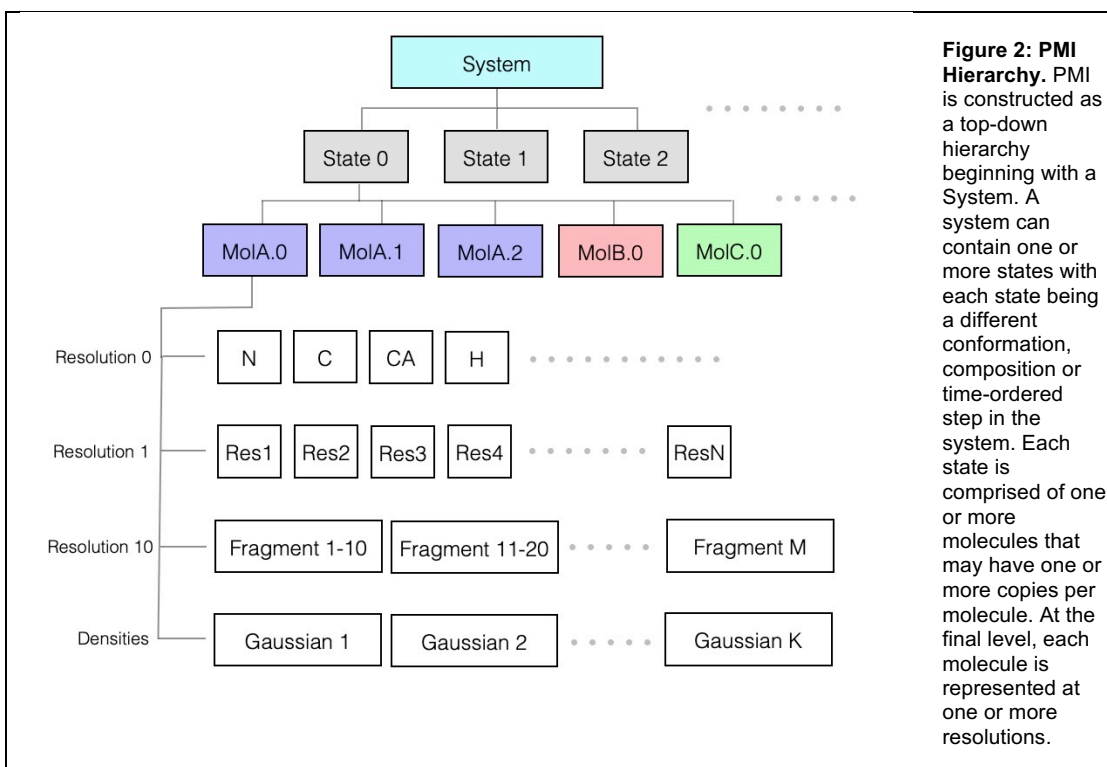 System
State 0
State 1
State 2
MolA.0
MolA.1
MolA.2
MolB.0
MolC.0
Resolution 0
N
C
CA
H
Resolution 1
Res1
Res2
Res3
Res4
ResN
Resolution 10
Fragment 1-10
Fragment 11-20
Fragment M
Densities
Gaussian 1
Gaussian 2
Gaussian K
Figure 2: PMI
Hierarchy. PMI
is constructed as
a top-down
hierarchy
beginning with a
System. A
system can
contain one or
more states with
each state being
a different
conformation,
composition or
time-ordered
step in the
system. Each
state is
comprised of one
or more
molecules that
may have one or
more copies per
molecule. At the
final level, each
molecule is
represented at
one or more
resolutions.